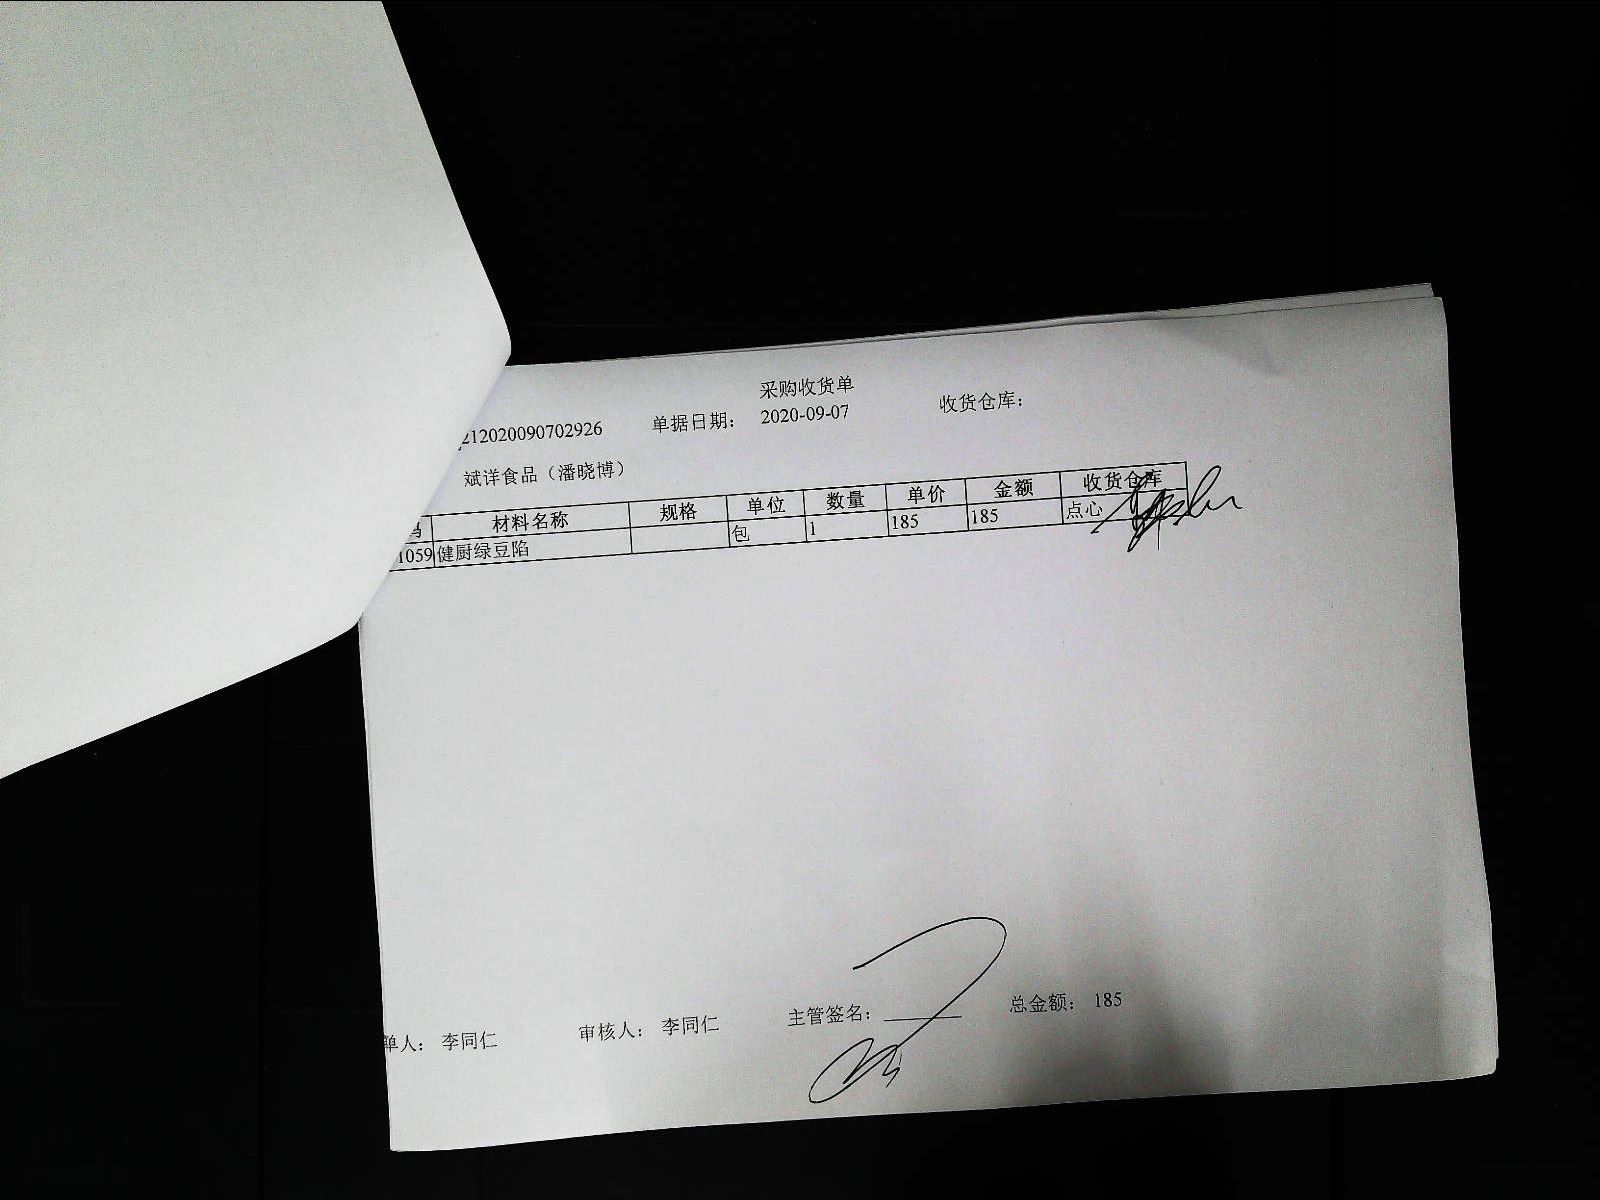 采购收货单
212020090702926 单据日期： 2020-09-07 收货仓库：
斌洋食品（潘晓博）
码 材料名称 规格 单位 数量 单价 金额 收货仓库
1059 健厨绿豆陷 包 1 185 185 点心
单人： 李同仁 审核人： 李同仁 主管签名： 总金额： 185